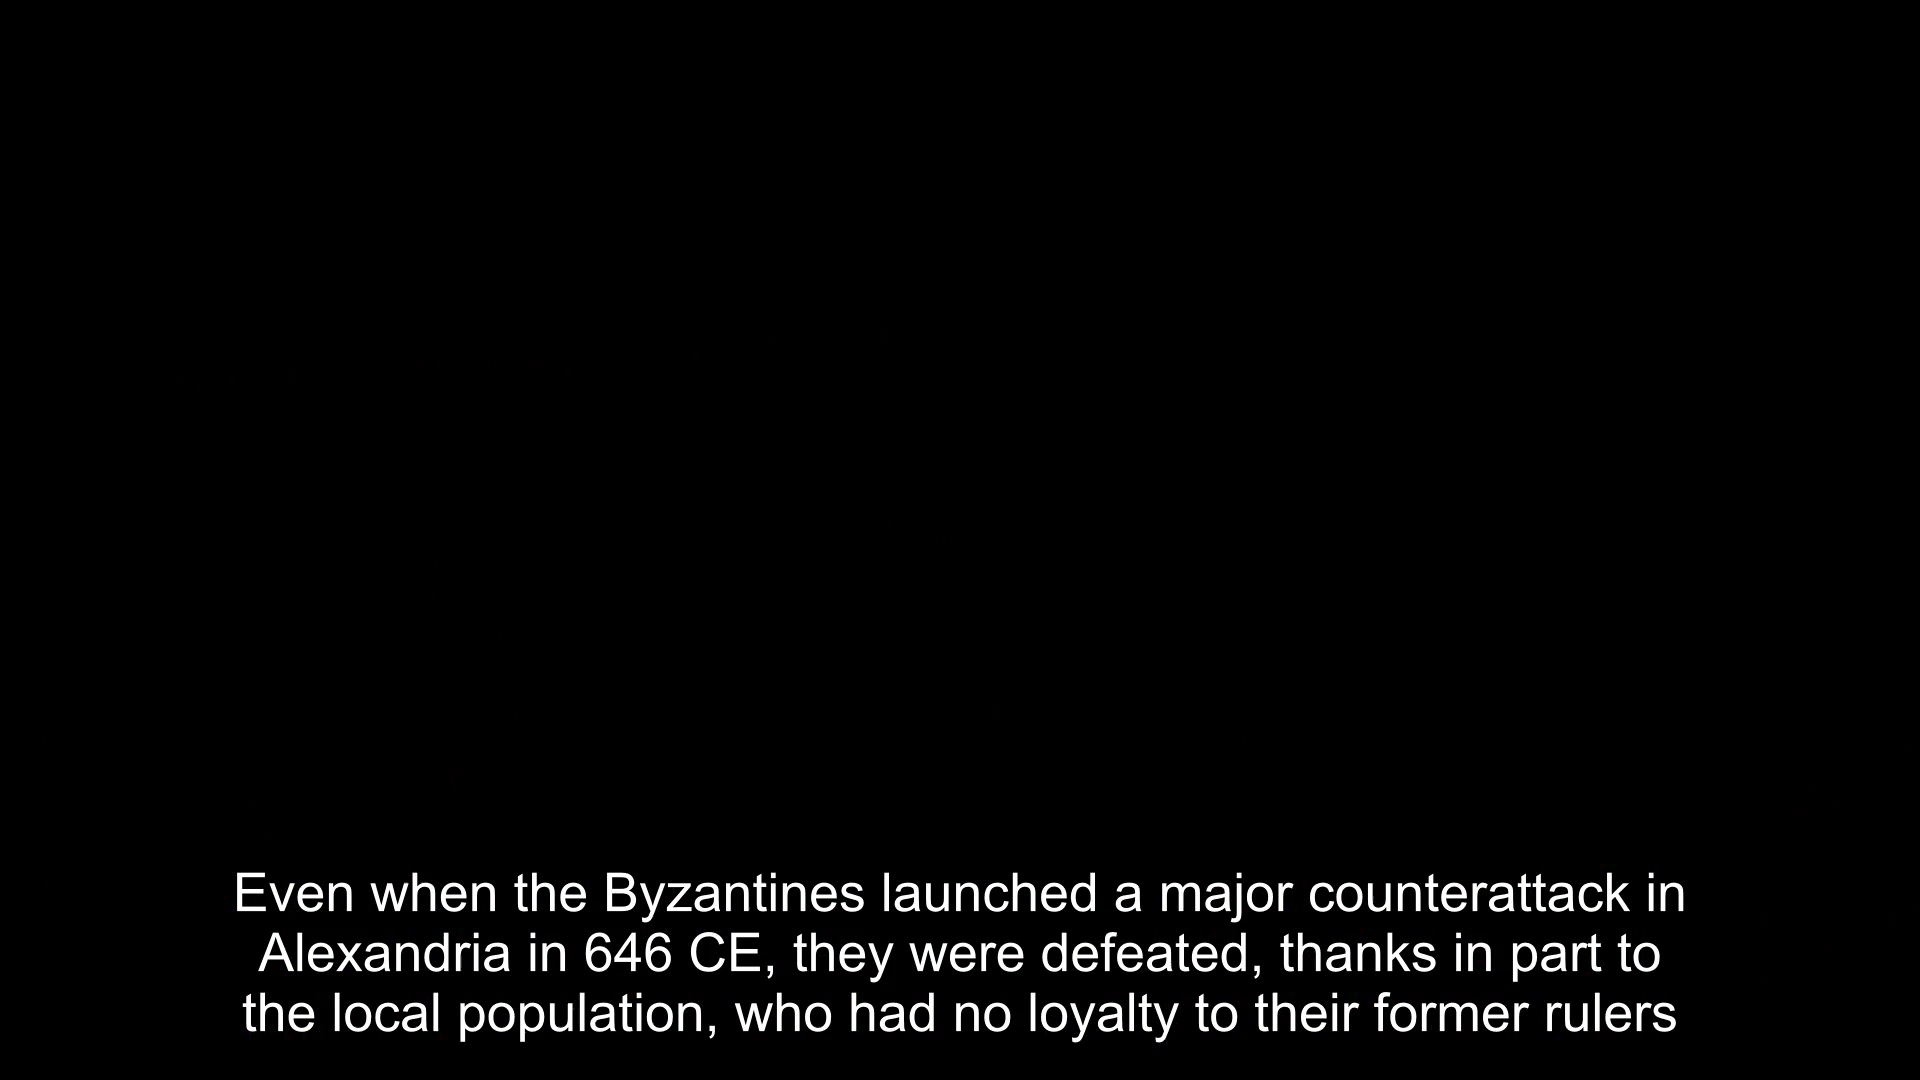 Even when the Byzantines launched a major counterattack in
Alexandria in 646 CE, they were defeated, thanks in part to
the local population, who had no loyalty to their former rulers